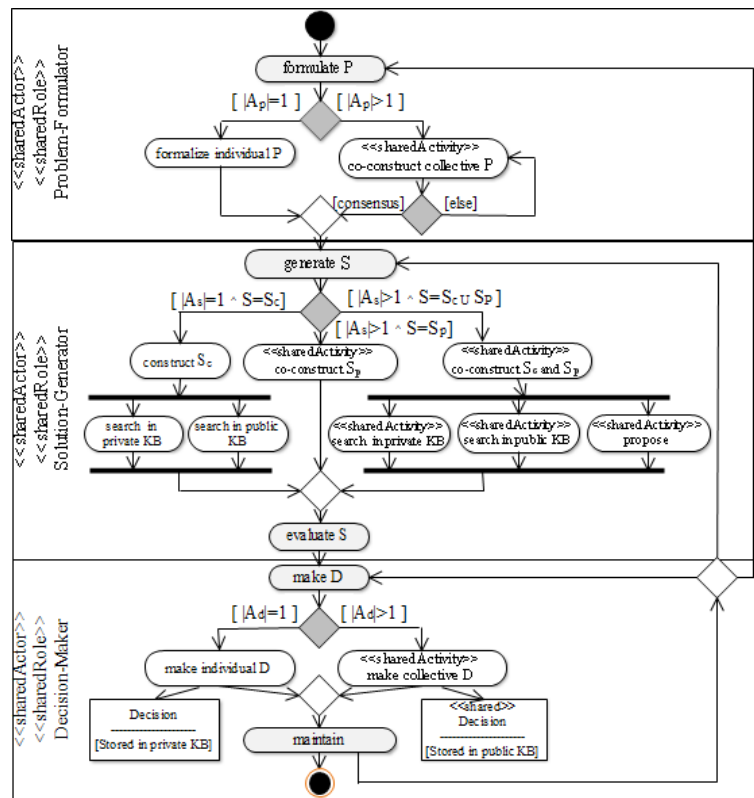 <<sharedActor>>
<<sharedRole>>
Problem-Formulator
formulate P
[ |Ap|=1 ]
[ |Ap|>1 ]
formalize individual P
<<sharedActivity>>
co-construct collective P
[consensus]
[else]
<<sharedActor>>
<<sharedRole>>
Solution-Generator
generate S
[ |As|=1 ^ S=Sc]
[ |As|>1 ^ S=Sc∪ Sp]
[ |As|>1 ^ S=Sp]
construct Sc
<<sharedActivity>>
co-construct Sp
<<sharedActivity>>
co-construct Sc and Sp
search in
private KB
search in public
KB
<<sharedActivity>>
search in private KB
<<sharedActivity>>
search in public KB
<<sharedActivity>>
propose
evaluate S
<<sharedActor>>
<<sharedRole>>
Decision-Maker
make D
[ |Ad|=1 ]
[ |Ad|>1 ]
make individual D
<<sharedActivity>>
make collective D
Decision
----------------------
[Stored in private KB]
<<shared>>
Decision
----------------------
[Stored in public KB]
maintain